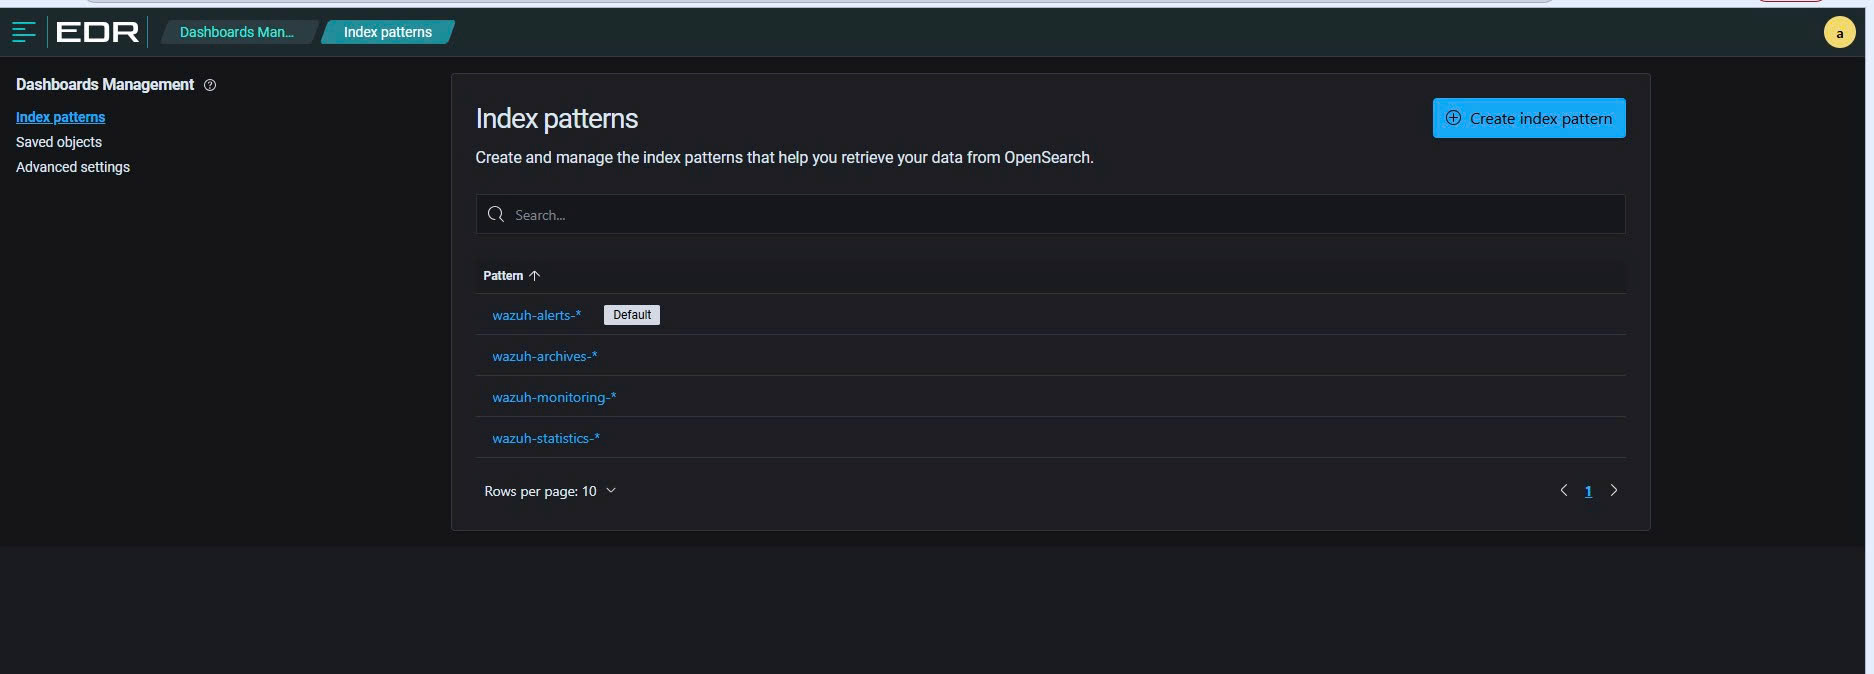 EDR
Dashboards Man...
Index patterns
a
Dashboards Management
Index patterns
Saved objects
Advanced settings
Index patterns
Create index pattern
Create and manage the index patterns that help you retrieve your data from OpenSearch.
Search...
Pattern
wazuh-alerts-* Default
wazuh-archives-*
wazuh-monitoring-*
wazuh-statistics-*
Rows per page: 10
1